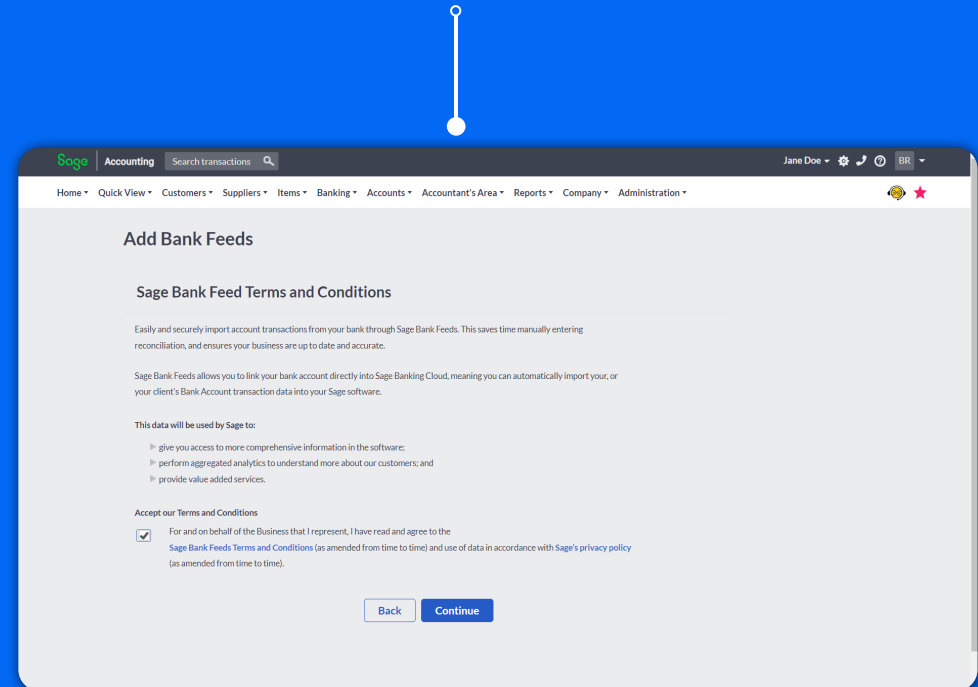 Sage Accounting Search transactions Jane Doe BR
Home Quick View Customers Suppliers Items Banking Accounts Accountant's Area Reports Company Administration
Add Bank Feeds
Sage Bank Feed Terms and Conditions
Easily and securely import account transactions from your bank through Sage Bank Feeds. This saves time manually entering
reconciliation, and ensures your business are up to date and accurate.
Sage Bank Feeds allows you to link your bank account directly into Sage Banking Cloud, meaning you can automatically import your, or
your client's Bank Account transaction data into your Sage software.
This data will be used by Sage to:
give you access to more comprehensive information in the software;
perform aggregated analytics to understand more about our customers; and
provide value added services.
Accept our Terms and Conditions
For and on behalf of the Business that I represent, I have read and agree to the
Sage Bank Feeds Terms and Conditions (as amended from time to time) and use of data in accordance with Sage's privacy policy
(as amended from time to time).
Back Continue